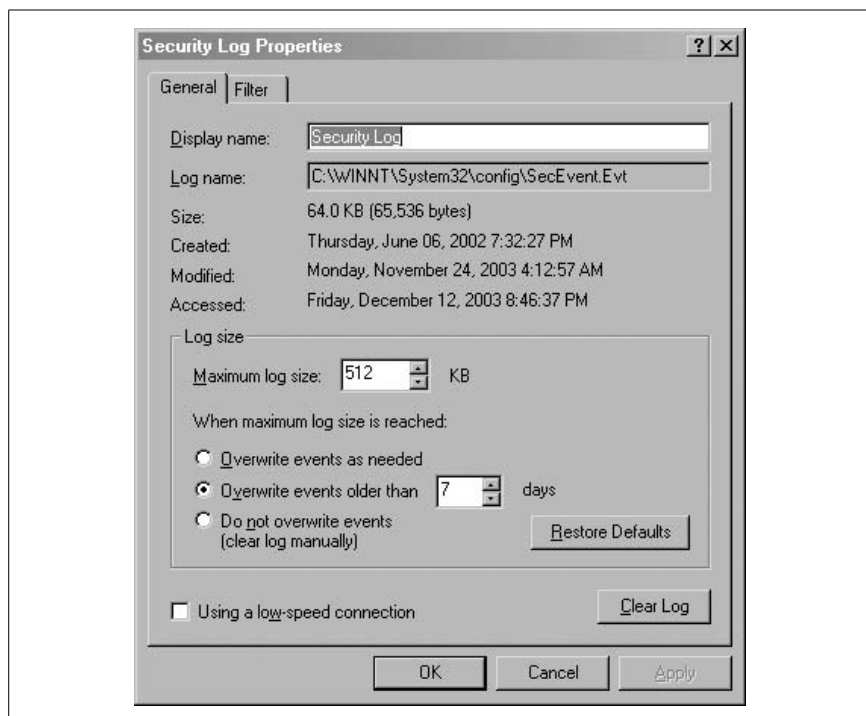 Security Log Properties
General Filter
Display name: Security Log
Log name: C:\WINNT\System32\config\SecEvent.Evt
Size: 64.0 KB (65,536 bytes)
Created: Thursday, June 06, 2002 7:32:27 PM
Modified: Monday, November 24, 2003 4:12:57 AM
Accessed: Friday, December 12, 2003 8:46:37 PM
Log size
Maximum log size: 512 KB
When maximum log size is reached:
Overwrite events as needed
Overwrite events older than 7 days
Do not overwrite events
(clear log manually)
Restore Defaults
Using a low-speed connection
Clear Log
OK Cancel Apply